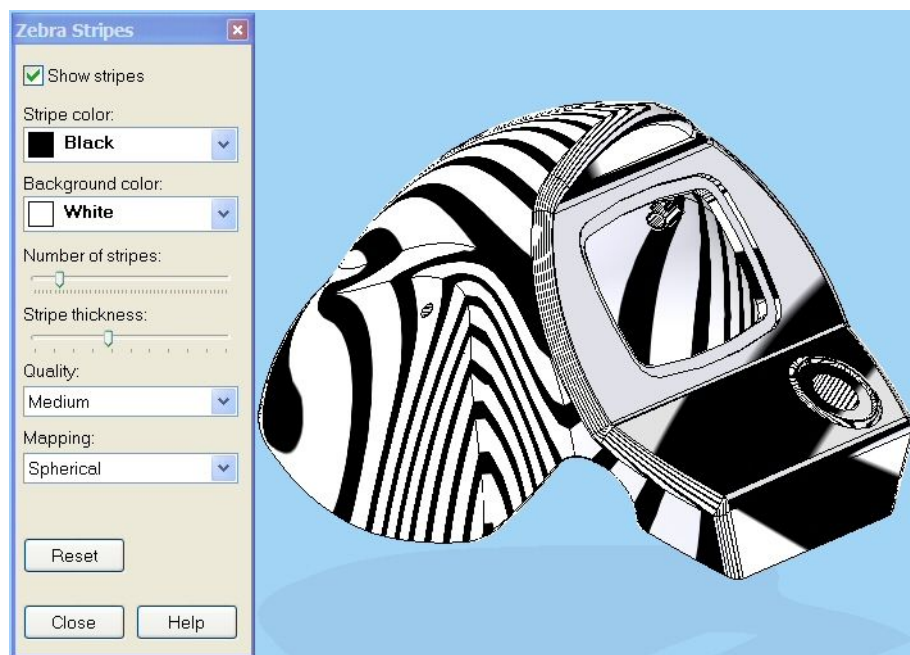 Zebra Stripes
Show stripes
Stripe color:
Black
Background color:
White
Number of stripes:
Stripe thickness:
Quality:
Medium
Mapping:
Spherical
Reset
Close Help